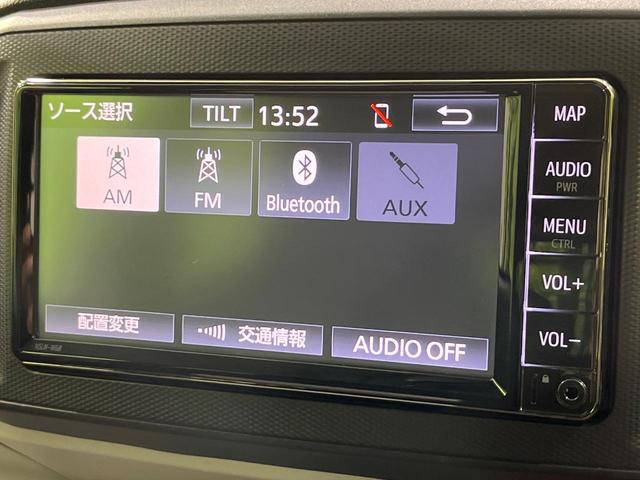 ソース選択 TILT 13:52
AM FM Bluetooth AUX
配置変更 交通情報 AUDIO OFF
MAP
AUDIO
PWR
MENU
CTRL
VOL+
VOL−